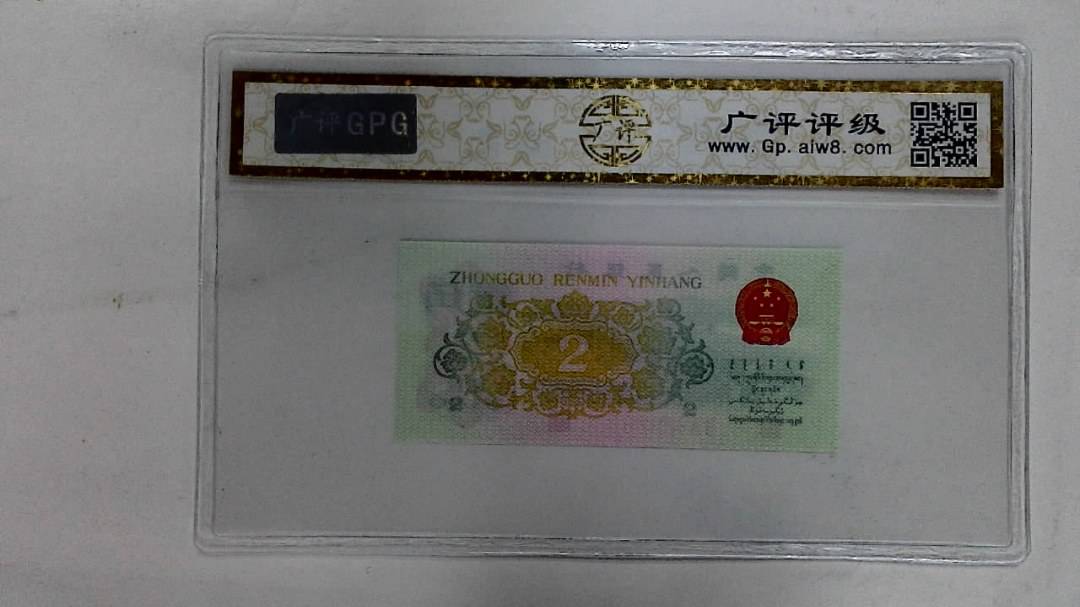 广评GPG
广评
广评评级
www. Gp. aiw8. com
ZHONGGUO RENMIN YINHANG
2
2
2